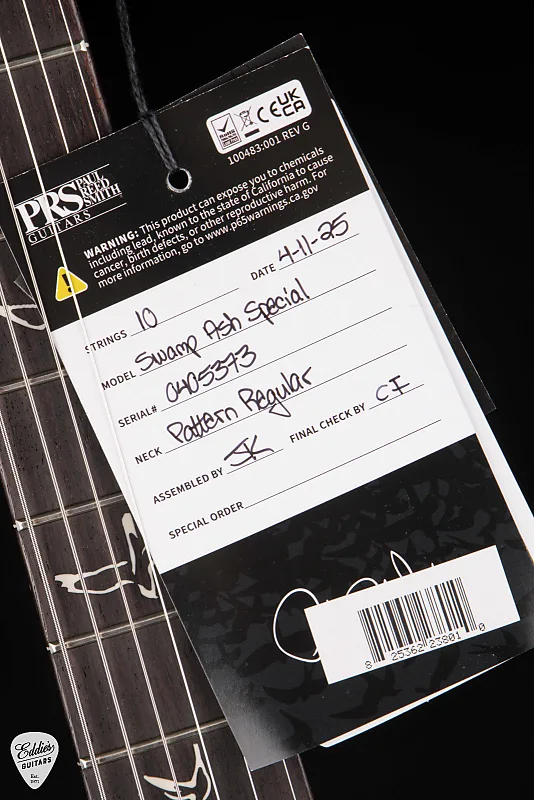 UK
CA
CE
100483:001 REV G
PRS PAUL
REED
SMITH
GUITARS
WARNING: This product can expose you to chemicals
including lead, known to the state of California to cause
cancer, birth defects, or other reproductive harm. For
more information, go to www.p65warnings.ca.gov
STRINGS 10 DATE 4-11-25
MODEL Swamp Ash Special
SERIAL# 0405373
NECK Pattern Regular
ASSEMBLED BY JK FINAL CHECK BY CI
SPECIAL ORDER
8 25362 23801 0
Eddie's
GUITARS
Est.
1971